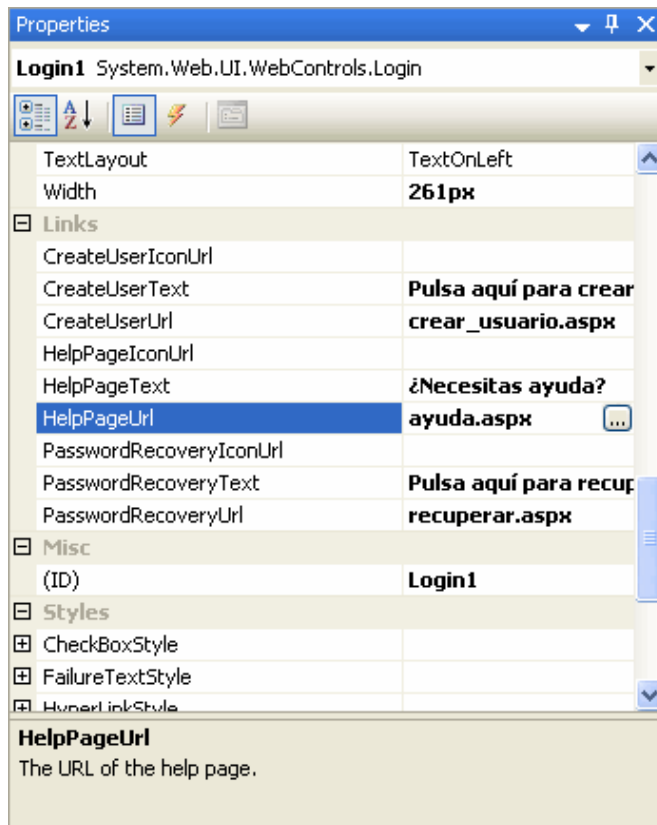 Properties
Login1 System.Web.UI.WebControls.Login
TextLayout TextOnLeft
Width 261px
Links
CreateUserIconUrl
CreateUserText Pulsa aquí para crear
CreateUserUrl crear_usuario.aspx
HelpPageIconUrl
HelpPageText ¿Necesitas ayuda?
HelpPageUrl ayuda.aspx ...
PasswordRecoveryIconUrl
PasswordRecoveryText Pulsa aquí para recup
PasswordRecoveryUrl recuperar.aspx
Misc
(ID) Login1
Styles
CheckBoxStyle
FailureTextStyle
HyperLinkStyle
HelpPageUrl
The URL of the help page.